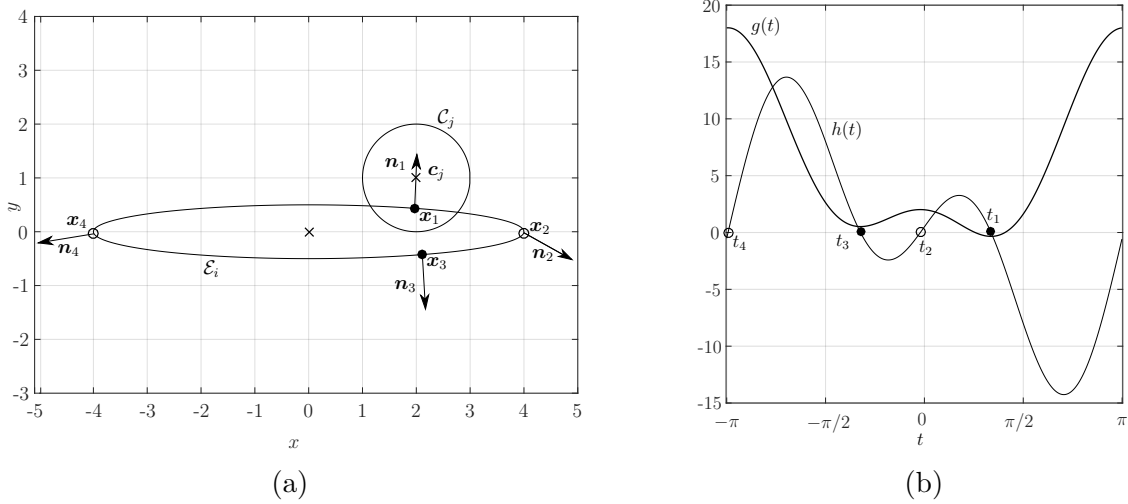 4
3
2
1
0
-1
-2
-3
y
-5
-4
-3
-2
-1
0
1
2
3
4
5
x
𝒞_j
n_1
c_j
x_1
x_2
n_2
x_3
n_3
x_4
n_4
ℰ_i
(a)
20
15
10
5
0
-5
-10
-15
−π
−π/2
0
π/2
π
t
g(t)
h(t)
t_1
t_2
t_3
t_4
(b)